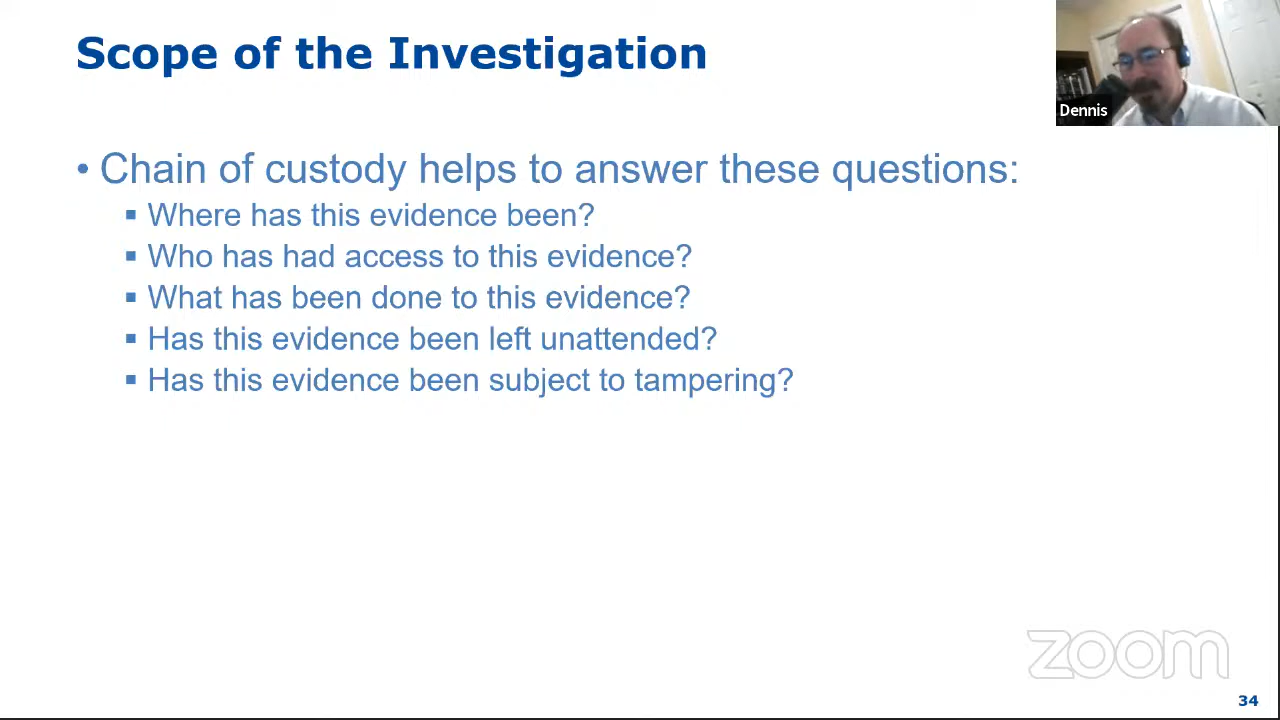 Scope of the Investigation
Dennis
• Chain of custody helps to answer these questions:
▪ Where has this evidence been?
▪ Who has had access to this evidence?
▪ What has been done to this evidence?
▪ Has this evidence been left unattended?
▪ Has this evidence been subject to tampering?
zoom
34